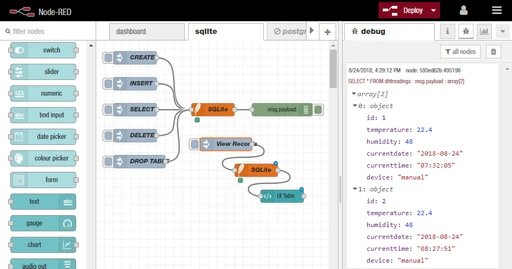 Node-RED
Deploy
filter nodes
switch
slider
numeric
text input
date picker
colour picker
form
text
gauge
chart
audio out
dashboard
sqllite
postgr
CREATE
INSERT
SELECT
DELETE
DROP TABL
SQLite
msg.payload
View Recor
SQLite
UI Table
debug
all nodes
8/24/2018, 4:29:12 PM node: 593ed62b.495198
SELECT * FROM dhtreadings : msg.payload : array[2]
array[2]
0: object
id: 1
temperature: 22.4
humidity: 48
currentdate: "2018-08-24"
currenttime: "07:32:05"
device: "manual"
1: object
id: 2
temperature: 22.4
humidity: 48
currentdate: "2018-08-24"
currenttime: "08:27:51"
device: "manual"